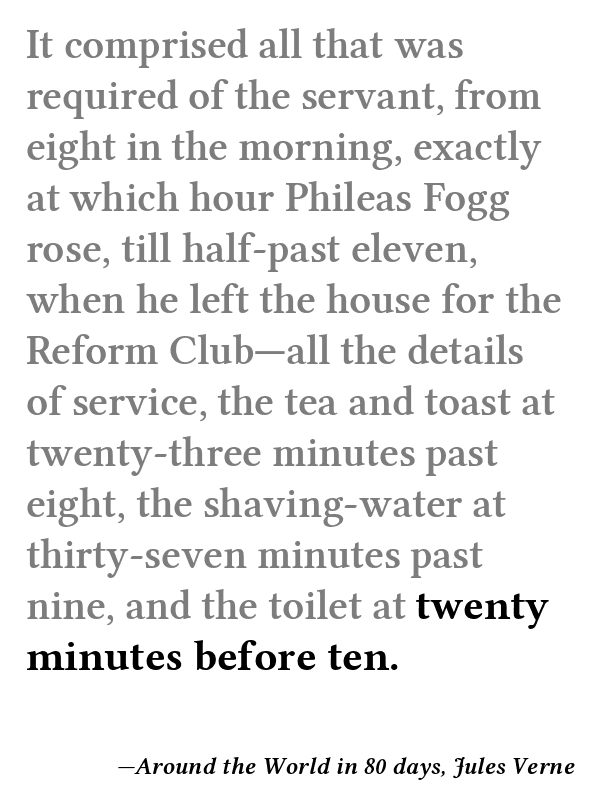 It comprised all that was
required of the servant, from
eight in the morning, exactly
at which hour Phileas Fogg
rose, till half-past eleven,
when he left the house for the
Reform Club—all the details
of service, the tea and toast at
twenty-three minutes past
eight, the shaving-water at
thirty-seven minutes past
nine, and the toilet at twenty
minutes before ten.
—Around the World in 80 days, Jules Verne